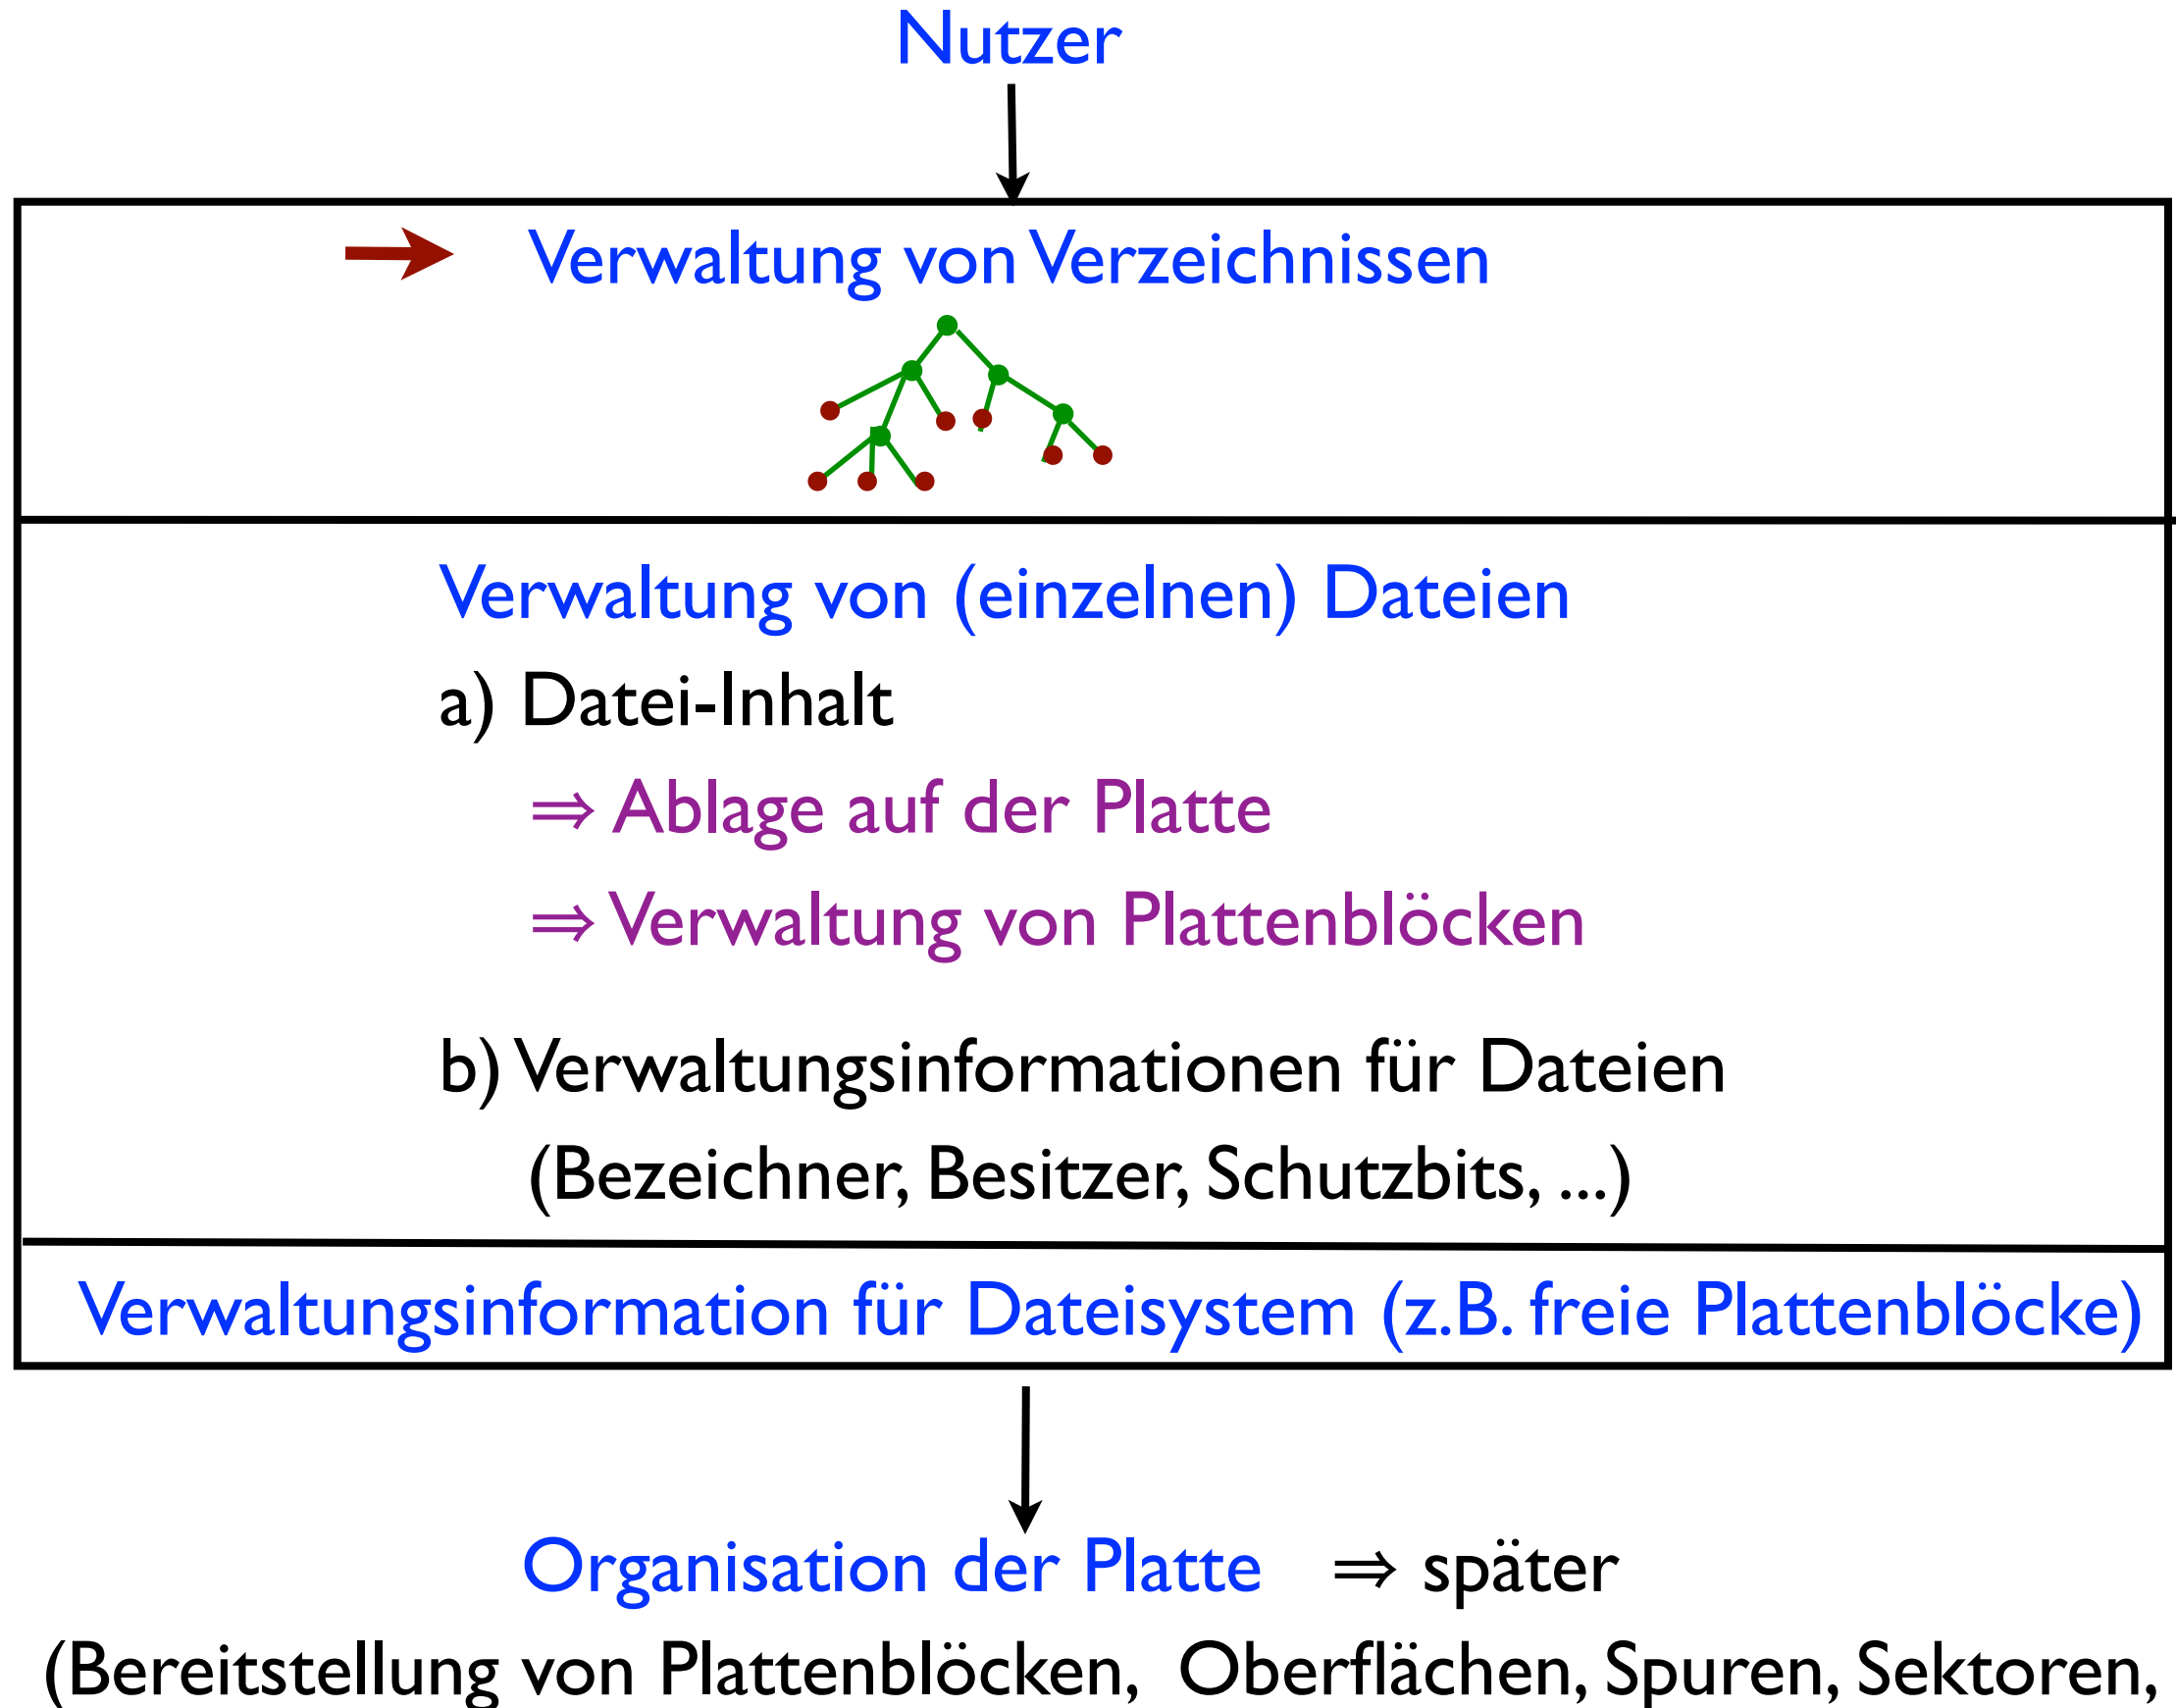 Nutzer
Verwaltung von Verzeichnissen
Verwaltung von (einzelnen) Dateien
a) Datei-Inhalt
⇒ Ablage auf der Platte
⇒ Verwaltung von Plattenblöcken
b) Verwaltungsinformationen für Dateien
(Bezeichner, Besitzer, Schutzbits, ...)
Verwaltungsinformation für Dateisystem (z.B. freie Plattenblöcke)
Organisation der Platte ⇒ später
(Bereitstellung von Plattenblöcken, Oberflächen, Spuren, Sektoren,